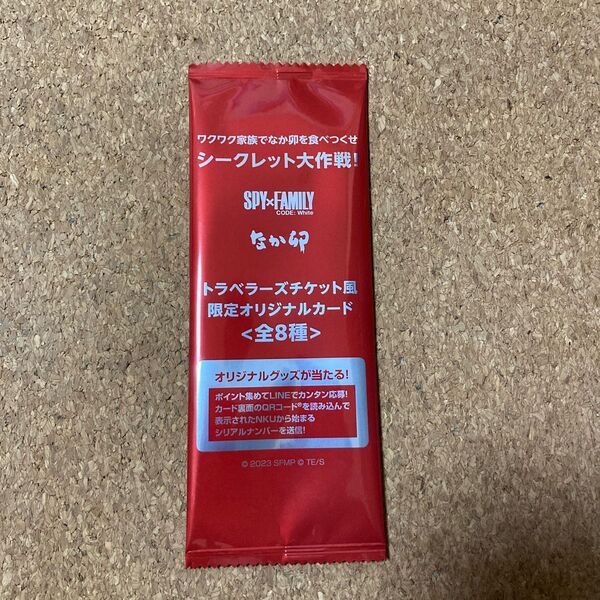 ワクワク家族でなか卯を食べつくせ
シークレット大作戦!
SPY×FAMILY
CODE: White
なか卯
トラベラーズチケット風
限定オリジナルカード
<全8種>
オリジナルグッズが当たる!
ポイント集めてLINEでカンタン応募!
カード裏面のQRコード®を読み込んで
表示されたNKUから始まる
シリアルナンバーを送信!
© 2023 SFMP © TE/S